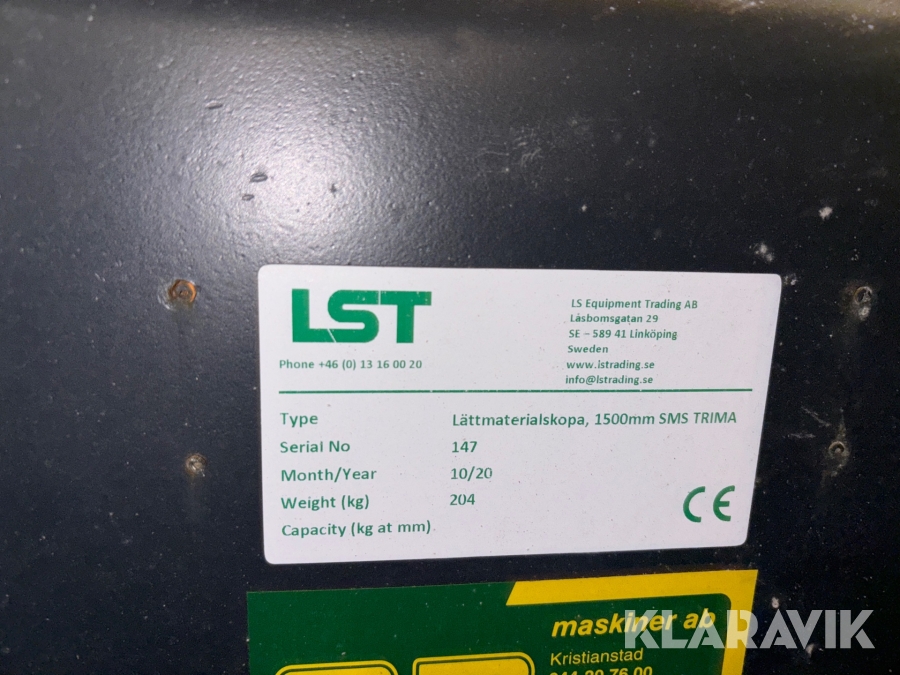 LST
Phone +46 (0) 13 16 00 20
LS Equipment Trading AB
Låsbomsgatan 29
SE – 589 41 Linköping
Sweden
www.lstrading.se
info@lstrading.se
Type Lättmaterialskopa, 1500mm SMS TRIMA
Serial No 147
Month/Year 10/20
Weight (kg) 204
Capacity (kg at mm)
CE
maskiner ab
Kristianstad
KLARAVIK